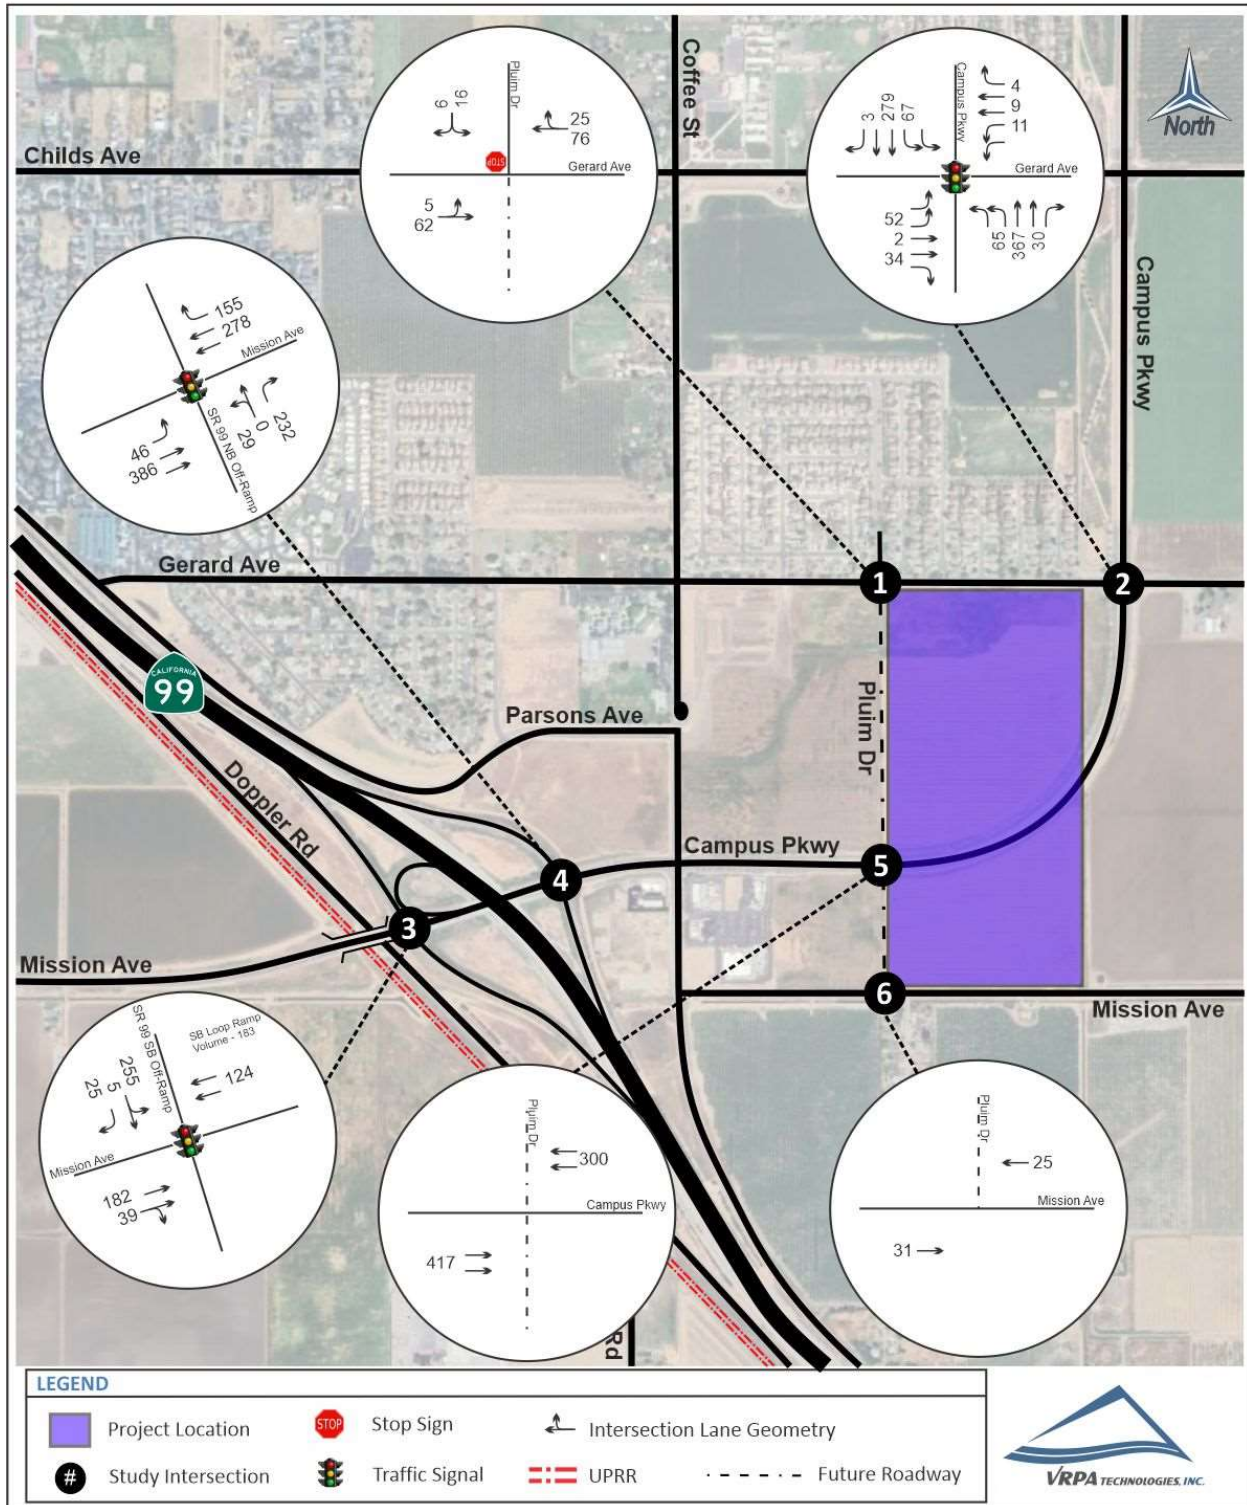 Childs Ave
Coffee St
North
6
16
Pluim Dr
25
76
STOP
Gerard Ave
5
62
3
279
67
Campus Pkwy
4
9
11
Gerard Ave
52
2
34
65
367
30
Campus Pkwy
155
278
Mission Ave
46
386
29
0
232
SR 99 NB Off-Ramp
Gerard Ave
1
2
CALIFORNIA
99
Parsons Ave
Pluim Dr
Doppler Rd
Campus Pkwy
5
4
3
Mission Ave
6
Mission Ave
SR 99 SB Off-Ramp
SB Loop Ramp
Volume - 183
25
5
255
124
Mission Ave
182
39
Pluim Dr
300
Campus Pkwy
417
Pluim Dr
25
Mission Ave
31
Rd
LEGEND
Project Location
STOP
Stop Sign
Intersection Lane Geometry
#
Study Intersection
Traffic Signal
UPRR
Future Roadway
VRPA TECHNOLOGIES, INC.